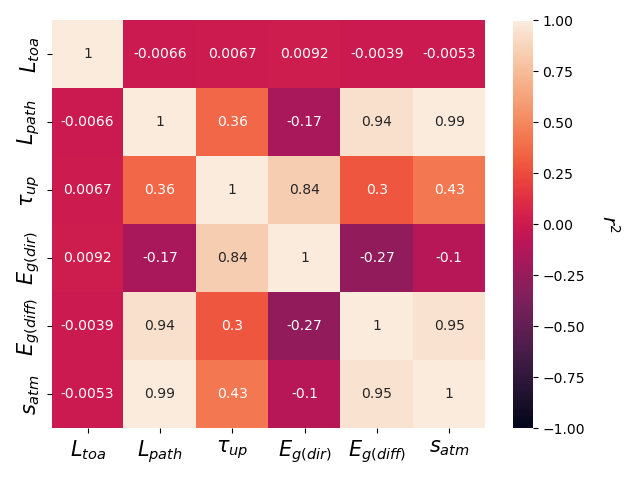 L_toa 1 -0.0066 0.0067 0.0092 -0.0039 -0.0053
L_path -0.0066 1 0.36 -0.17 0.94 0.99
τ_up 0.0067 0.36 1 0.84 0.3 0.43
E_g(dir) 0.0092 -0.17 0.84 1 -0.27 -0.1
E_g(diff) -0.0039 0.94 0.3 -0.27 1 0.95
s_atm -0.0053 0.99 0.43 -0.1 0.95 1
L_toa L_path τ_up E_g(dir) E_g(diff) s_atm
1.00
0.75
0.50
0.25
0.00
−0.25
−0.50
−0.75
−1.00
r²